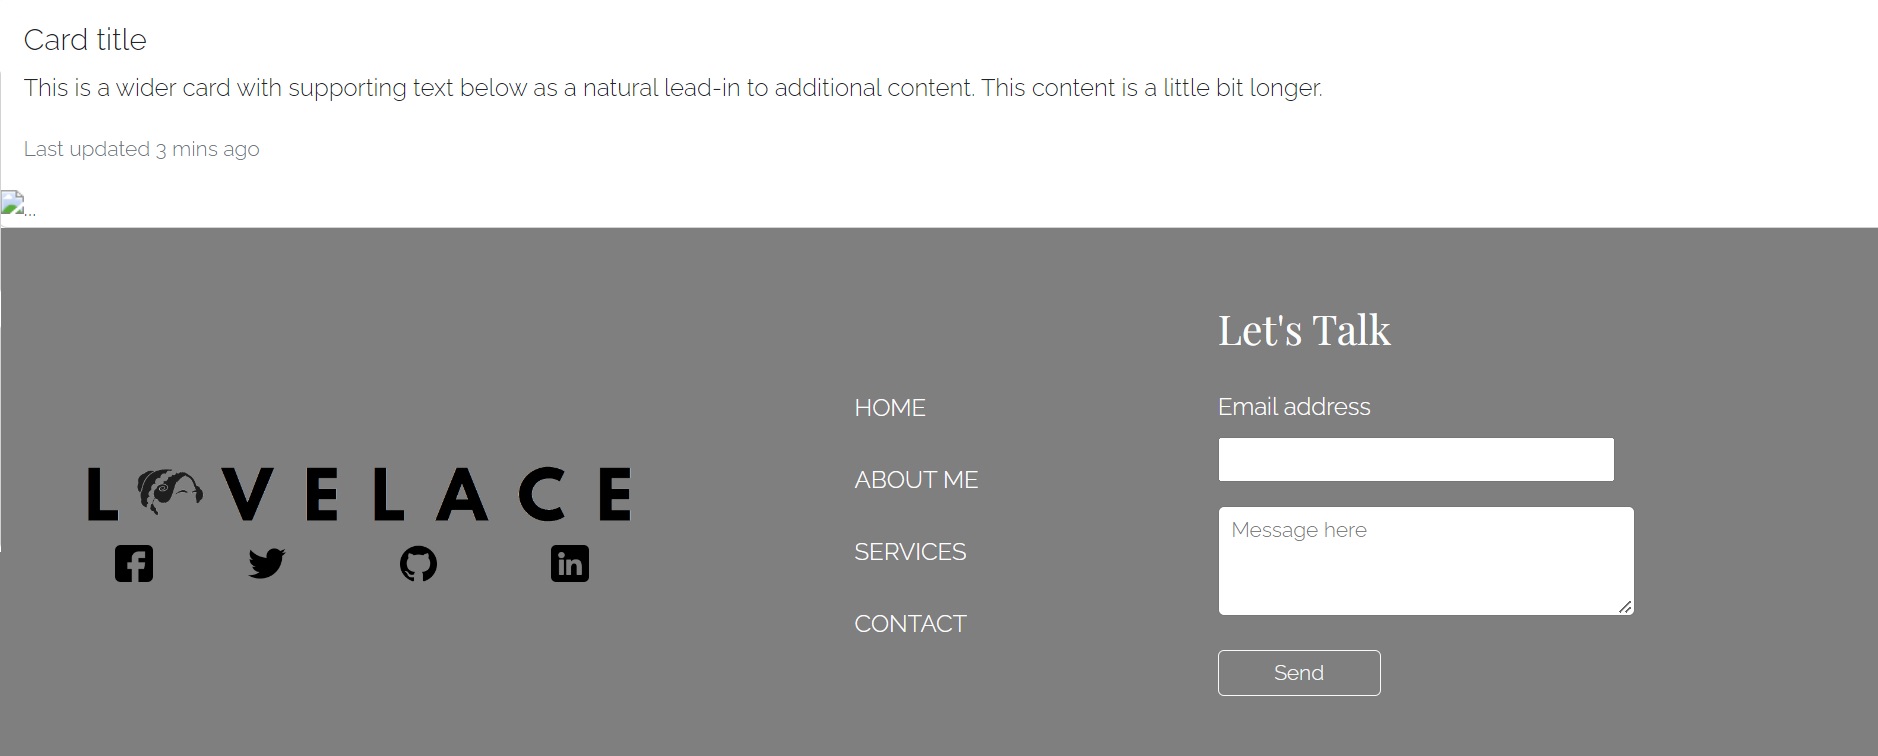 Card title
This is a wider card with supporting text below as a natural lead-in to additional content. This content is a little bit longer.
Last updated 3 mins ago
...
LOVELACE
HOME
ABOUT ME
SERVICES
CONTACT
Let's Talk
Email address
Message here
Send